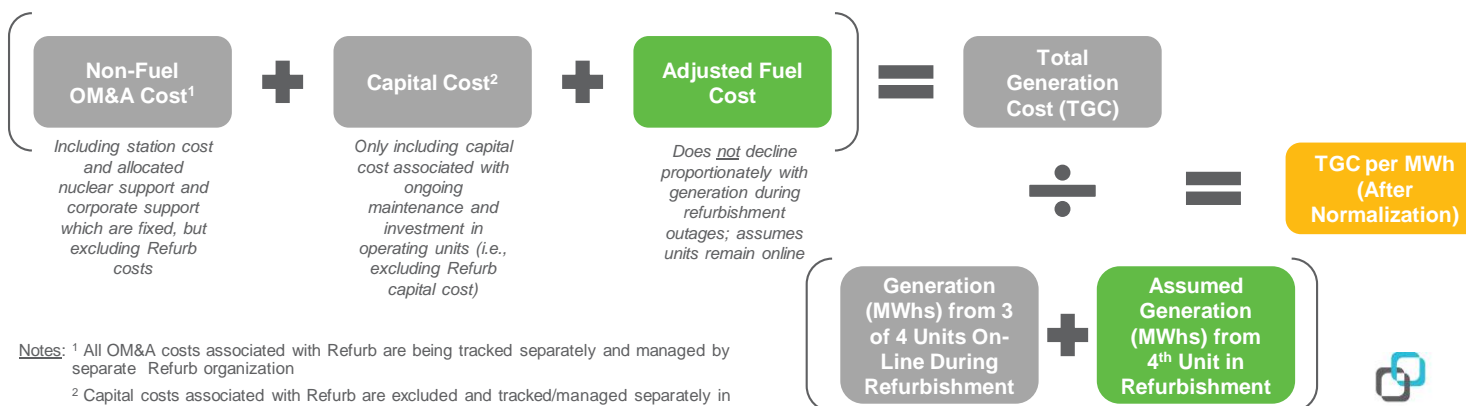 Non-Fuel
OM&A Cost¹
Including station cost
and allocated
nuclear support and
corporate support
which are fixed, but
excluding Refurb
costs
Capital Cost²
Only including capital
cost associated with
ongoing
maintenance and
investment in
operating units (i.e.,
excluding Refurb
capital cost)
Adjusted Fuel
Cost
Does not decline
proportionately with
generation during
refurbishment
outages; assumes
units remain online
Total
Generation
Cost (TGC)
TGC per MWh
(After
Normalization)
Generation
(MWhs) from 3
of 4 Units On-
Line During
Refurbishment
Assumed
Generation
(MWhs) from
4th Unit in
Refurbishment
Notes: ¹ All OM&A costs associated with Refurb are being tracked separately and managed by
separate Refurb organization
² Capital costs associated with Refurb are excluded and tracked/managed separately in